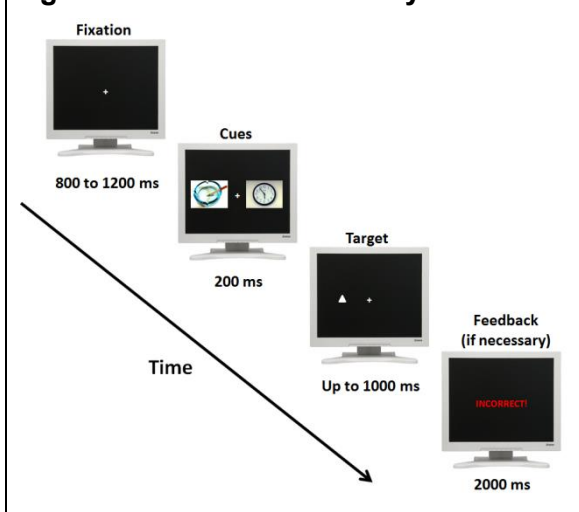 Fixation
800 to 1200 ms
Cues
200 ms
Target
Up to 1000 ms
Feedback
(if necessary)
INCORRECT!
2000 ms
Time